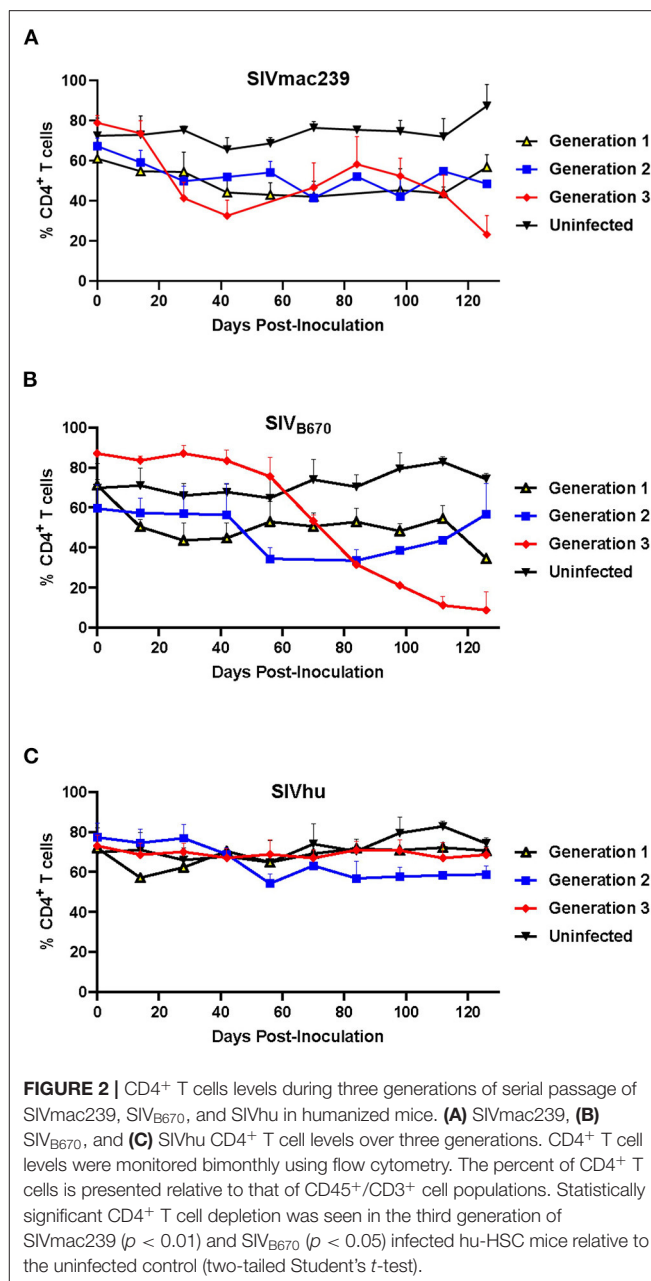 A
SIVmac239
100
80
60
40
20
0
% CD4+ T cells
0 20 40 60 80 100 120
Days Post-Inoculation
Generation 1
Generation 2
Generation 3
Uninfected
B
SIVB670
100
80
60
40
20
0
% CD4+ T cells
0 20 40 60 80 100 120
Days Post-Inoculation
Generation 1
Generation 2
Generation 3
Uninfected
C
SIVhu
100
80
60
40
20
0
% CD4+ T cells
0 20 40 60 80 100 120
Days Post-Inoculation
Generation 1
Generation 2
Generation 3
Uninfected
FIGURE 2 | CD4+ T cells levels during three generations of serial passage of
SIVmac239, SIVB670, and SIVhu in humanized mice. (A) SIVmac239, (B)
SIVB670, and (C) SIVhu CD4+ T cell levels over three generations. CD4+ T cell
levels were monitored bimonthly using flow cytometry. The percent of CD4+ T
cells is presented relative to that of CD45+/CD3+ cell populations. Statistically
significant CD4+ T cell depletion was seen in the third generation of
SIVmac239 (p < 0.01) and SIVB670 (p < 0.05) infected hu-HSC mice relative to
the uninfected control (two-tailed Student's t-test).